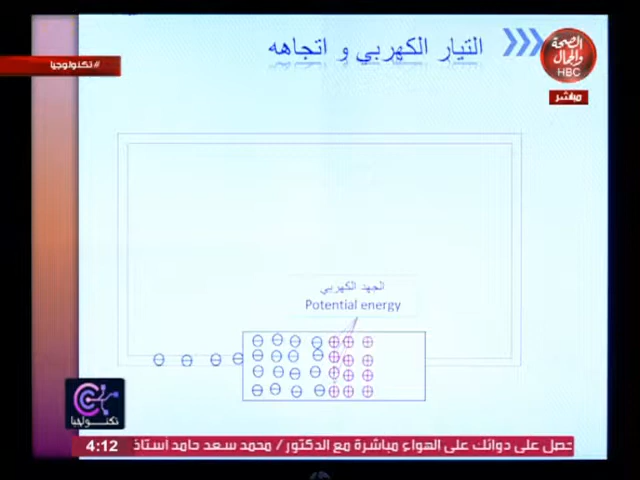 التيار الكهربي و اتجاهه
الصحة
والجمال
HBC
مباشر
#تكنولوجيا
الجهد الكهربي
Potential energy
تكنولوجيا
حصل على دوائك على الهواء مباشرة مع الدكتور / محمد سعد حامد أستاذ
4:12